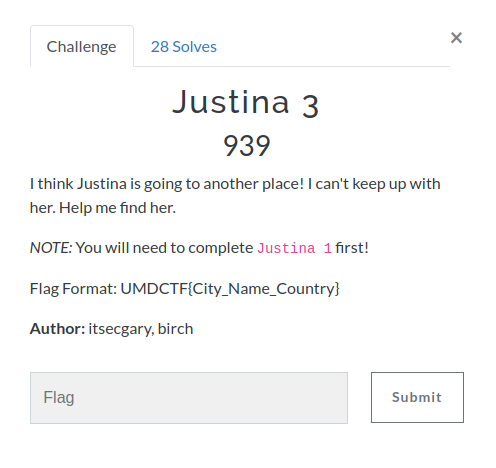 Challenge
28 Solves
×
Justina 3
939
I think Justina is going to another place! I can't keep up with
her. Help me find her.
NOTE: You will need to complete Justina 1 first!
Flag Format: UMDCTF{City_Name_Country}
Author: itsecgary, birch
Flag
Submit